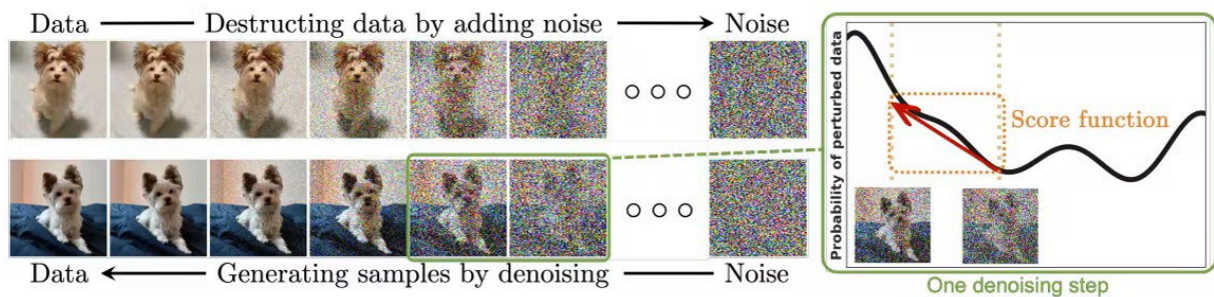 Data
Destructing data by adding noise
Noise
Data
Generating samples by denoising
Noise
Probability of perturbed data
Score function
One denoising step